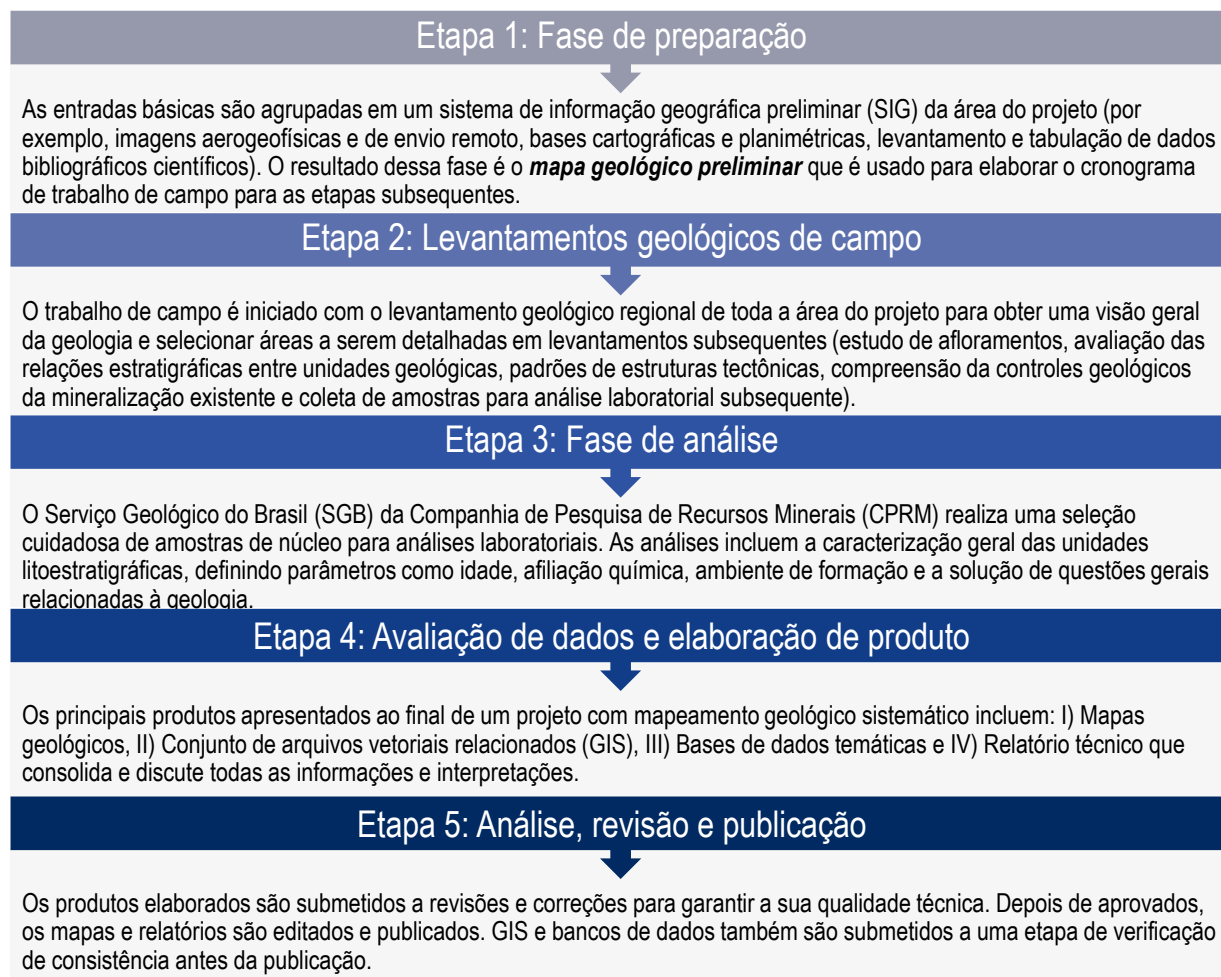 Etapa 1: Fase de preparação
As entradas básicas são agrupadas em um sistema de informação geográfica preliminar (SIG) da área do projeto (por
exemplo, imagens aerogeofísicas e de envio remoto, bases cartográficas e planimétricas, levantamento e tabulação de dados
bibliográficos científicos). O resultado dessa fase é o mapa geológico preliminar que é usado para elaborar o cronograma
de trabalho de campo para as etapas subsequentes.
Etapa 2: Levantamentos geológicos de campo
O trabalho de campo é iniciado com o levantamento geológico regional de toda a área do projeto para obter uma visão geral
da geologia e selecionar áreas a serem detalhadas em levantamentos subsequentes (estudo de afloramentos, avaliação das
relações estratigráficas entre unidades geológicas, padrões de estruturas tectônicas, compreensão da controles geológicos
da mineralização existente e coleta de amostras para análise laboratorial subsequente).
Etapa 3: Fase de análise
O Serviço Geológico do Brasil (SGB) da Companhia de Pesquisa de Recursos Minerais (CPRM) realiza uma seleção
cuidadosa de amostras de núcleo para análises laboratoriais. As análises incluem a caracterização geral das unidades
litoestratigráficas, definindo parâmetros como idade, afiliação química, ambiente de formação e a solução de questões gerais
relacionadas à geologia.
Etapa 4: Avaliação de dados e elaboração de produto
Os principais produtos apresentados ao final de um projeto com mapeamento geológico sistemático incluem: I) Mapas
geológicos, II) Conjunto de arquivos vetoriais relacionados (GIS), III) Bases de dados temáticas e IV) Relatório técnico que
consolida e discute todas as informações e interpretações.
Etapa 5: Análise, revisão e publicação
Os produtos elaborados são submetidos a revisões e correções para garantir a sua qualidade técnica. Depois de aprovados,
os mapas e relatórios são editados e publicados. GIS e bancos de dados também são submetidos a uma etapa de verificação
de consistência antes da publicação.